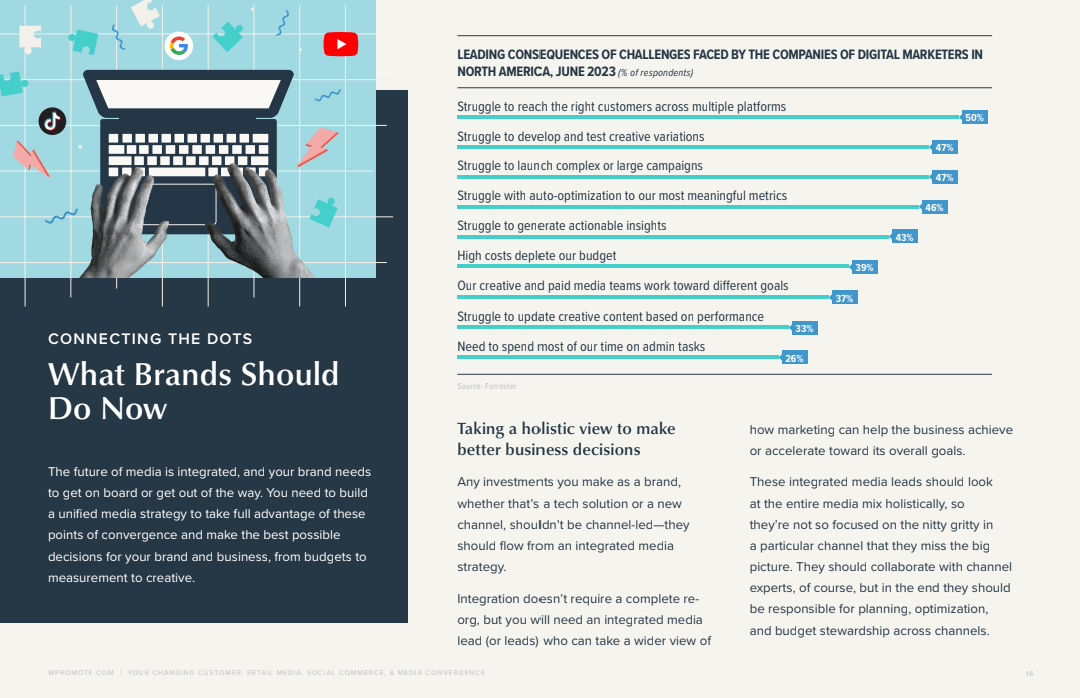 CONNECTING THE DOTS
What Brands Should
Do Now
The future of media is integrated, and your brand needs
to get on board or get out of the way. You need to build
a unified media strategy to take full advantage of these
points of convergence and make the best possible
decisions for your brand and business, from budgets to
measurement to creative.
LEADING CONSEQUENCES OF CHALLENGES FACED BY THE COMPANIES OF DIGITAL MARKETERS IN
NORTH AMERICA, JUNE 2023 (% of respondents)
Struggle to reach the right customers across multiple platforms
50%
Struggle to develop and test creative variations
47%
Struggle to launch complex or large campaigns
47%
Struggle with auto-optimization to our most meaningful metrics
46%
Struggle to generate actionable insights
43%
High costs deplete our budget
39%
Our creative and paid media teams work toward different goals
37%
Struggle to update creative content based on performance
33%
Need to spend most of our time on admin tasks
26%
Source: Forrester
Taking a holistic view to make
better business decisions
Any investments you make as a brand,
whether that's a tech solution or a new
channel, shouldn't be channel-led—they
should flow from an integrated media
strategy.
Integration doesn't require a complete re-
org, but you will need an integrated media
lead (or leads) who can take a wider view of
how marketing can help the business achieve
or accelerate toward its overall goals.
These integrated media leads should look
at the entire media mix holistically, so
they're not so focused on the nitty gritty in
a particular channel that they miss the big
picture. They should collaborate with channel
experts, of course, but in the end they should
be responsible for planning, optimization,
and budget stewardship across channels.
WPROMOTE.COM | YOUR CHANGING CUSTOMER: RETAIL MEDIA, SOCIAL COMMERCE, & MEDIA CONVERGENCE
16